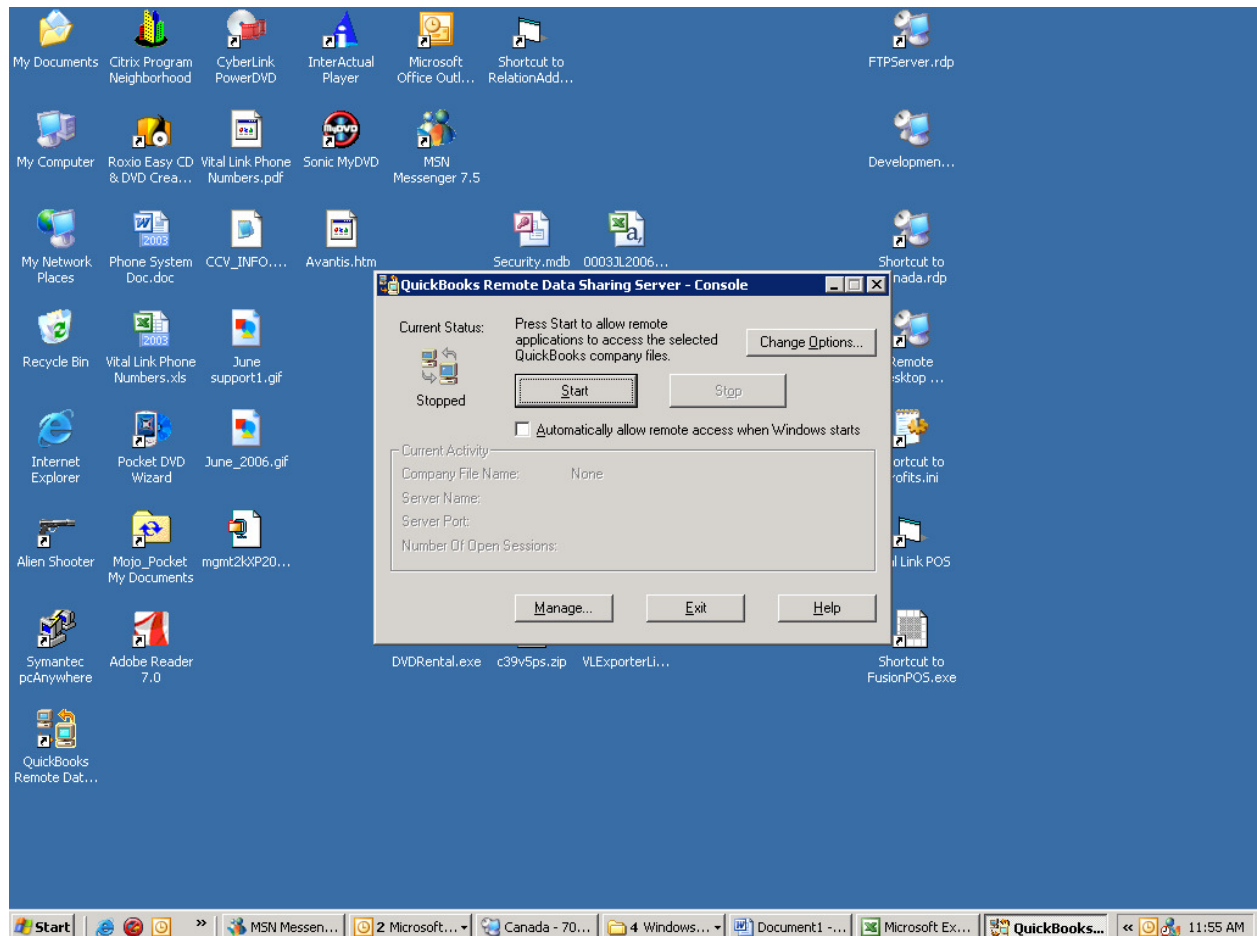 My Documents
Citrix Program
Neighborhood
CyberLink
PowerDVD
InterActual
Player
Microsoft
Office Outl...
Shortcut to
RelationAdd...
FTPServer.rdp
My Computer
Roxio Easy CD
& DVD Crea...
Vital Link Phone
Numbers.pdf
Sonic MyDVD
MSN
Messenger 7.5
Developmen...
My Network
Places
Phone System
Doc.doc
CCV_INFO....
Avantis.htm
Security.mdb
0003JL2006...
Shortcut to
nada.rdp
QuickBooks Remote Data Sharing Server - Console
Current Status:
Stopped
Press Start to allow remote
applications to access the selected
QuickBooks company files.
Change Options...
Start
Stop
Automatically allow remote access when Windows starts
Current Activity
Company File Name: None
Server Name:
Server Port:
Number Of Open Sessions:
Manage...
Exit
Help
Recycle Bin
Vital Link Phone
Numbers.xls
June
support1.gif
Remote
sktop ...
Internet
Explorer
Pocket DVD
Wizard
June_2006.gif
ortcut to
rofits.ini
Alien Shooter
Mojo_Pocket
My Documents
mgmt2kXP20...
l Link POS
Symantec
pcAnywhere
Adobe Reader
7.0
DVDRental.exe
c39v5ps.zip
VLExporterLi...
Shortcut to
FusionPOS.exe
QuickBooks
Remote Dat...
Start
MSN Messen...
2 Microsoft...
Canada - 70...
4 Windows...
Document1 -...
Microsoft Ex...
QuickBooks...
11:55 AM